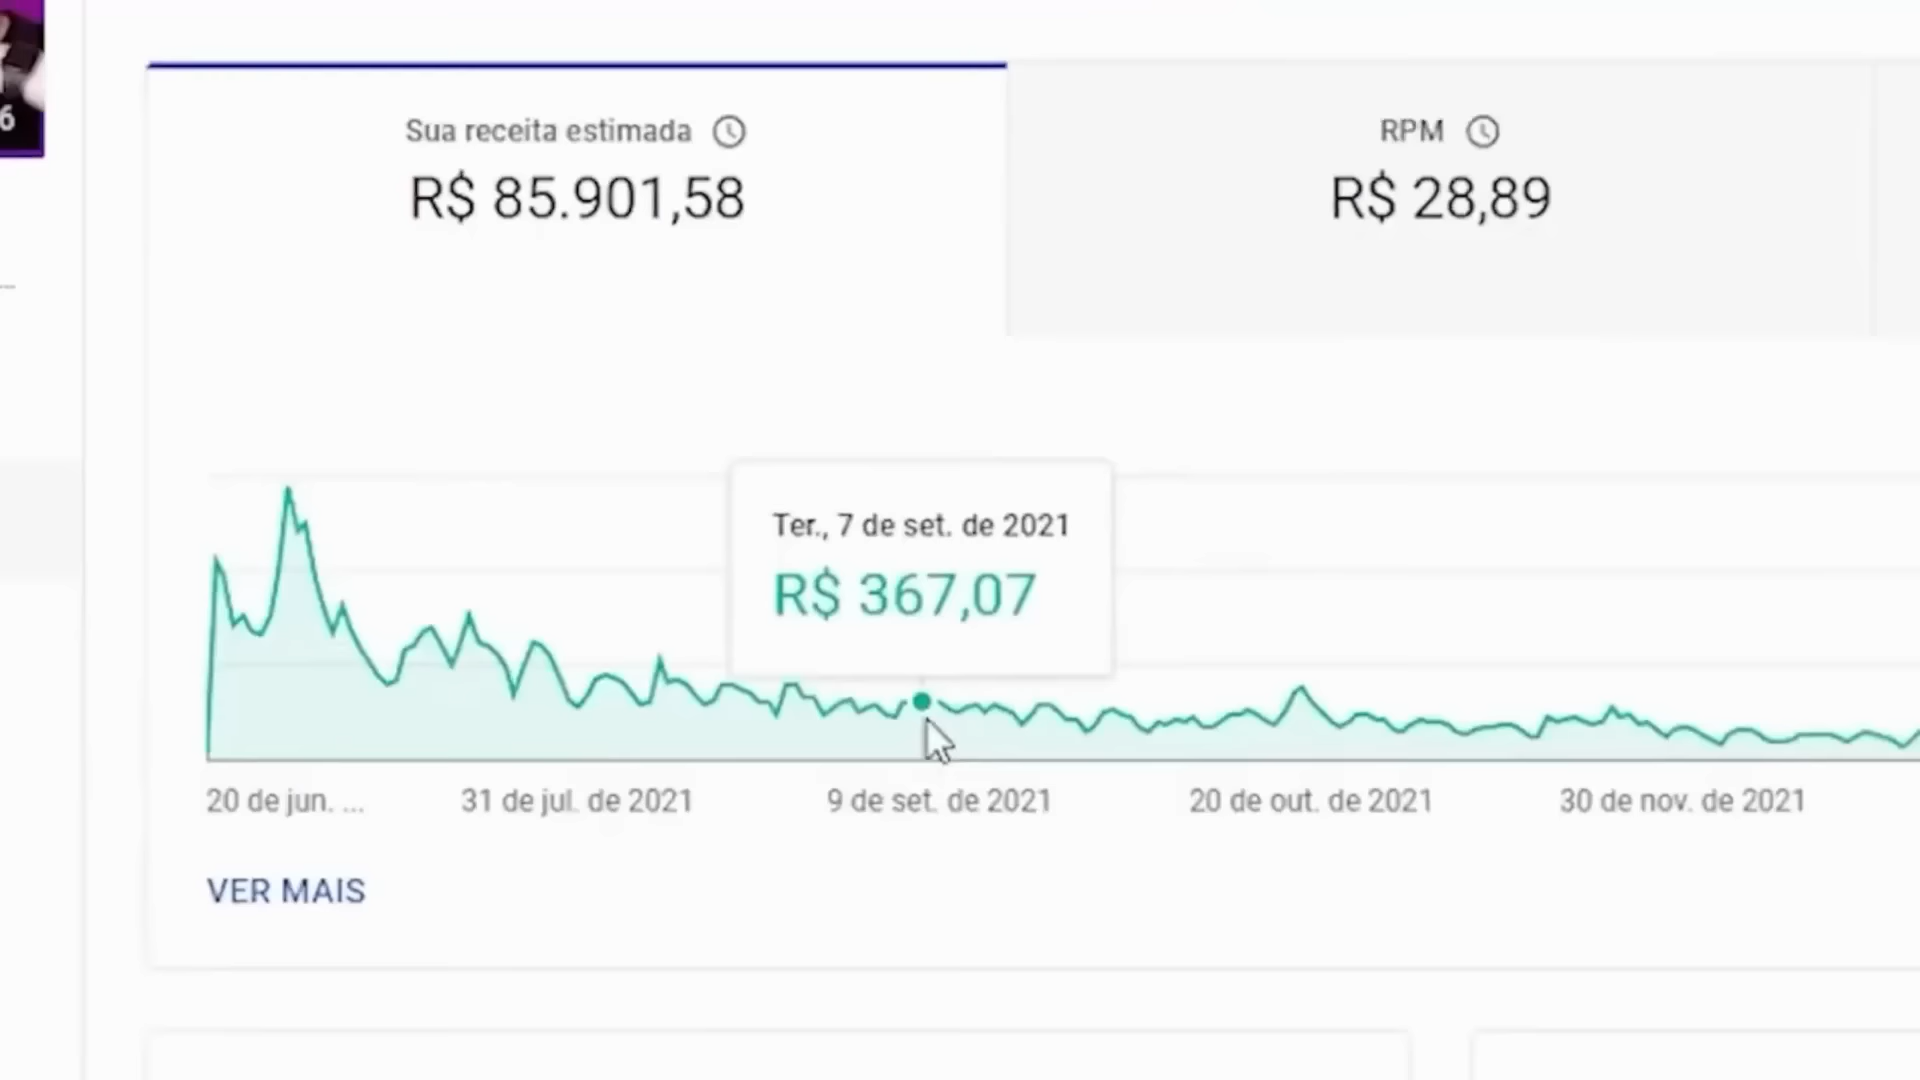 6
Sua receita estimada
R$ 85.901,58
RPM
R$ 28,89
Ter., 7 de set. de 2021
R$ 367,07
20 de jun. ...
31 de jul. de 2021
9 de set. de 2021
20 de out. de 2021
30 de nov. de 2021
VER MAIS